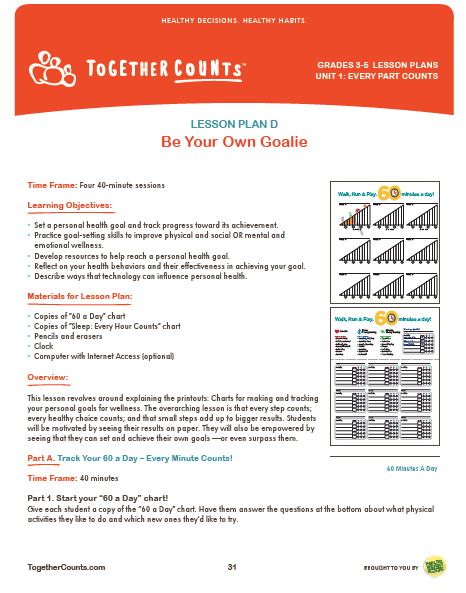 HEALTHY DECISIONS. HEALTHY HABITS.
TOGETHER COUNTS™
GRADES 3-5 LESSON PLANS
UNIT 1: EVERY PART COUNTS
LESSON PLAN D
Be Your Own Goalie
Time Frame: Four 40-minute sessions
Learning Objectives:
• Set a personal health goal and track progress toward its achievement.
• Practice goal-setting skills to improve physical and social OR mental and
emotional wellness.
• Develop resources to help reach a personal health goal.
• Reflect on your health behaviors and their effectiveness in achieving your goal.
• Describe ways that technology can influence personal health.
Materials for Lesson Plan:
• Copies of “60 a Day” chart
• Copies of “Sleep: Every Hour Counts” chart
• Pencils and erasers
• Clock
• Computer with Internet Access (optional)
Overview:
This lesson revolves around explaining the printouts: Charts for making and tracking
your personal goals for wellness. The overarching lesson is that every step counts;
every healthy choice counts; and that small steps add up to bigger results. Students
will be motivated by seeing their results on paper. They will also be empowered by
seeing that they can set and achieve their own goals —or even surpass them.
Part A. Track Your 60 a Day – Every Minute Counts!
Time Frame: 40 minutes
Part 1. Start your “60 a Day” chart!
Give each student a copy of the “60 a Day” chart. Have them answer the questions at the bottom about what physical
activities they like to do and which new ones they’d like to try.
Walk, Run & Play. 60 minutes a day!
Walk, Run & Play. 60 minutes a day!
60 Minutes A Day
TogetherCounts.com
31
BROUGHT TO YOU BY